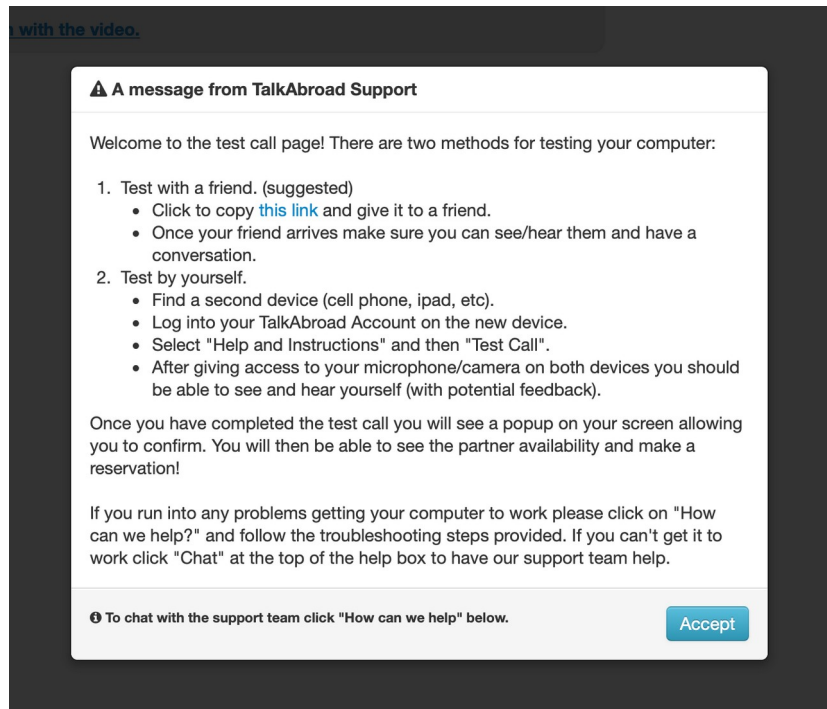 with the video.
A message from TalkAbroad Support
Welcome to the test call page! There are two methods for testing your computer:
1. Test with a friend. (suggested)
• Click to copy this link and give it to a friend.
• Once your friend arrives make sure you can see/hear them and have a
conversation.
2. Test by yourself.
• Find a second device (cell phone, ipad, etc).
• Log into your TalkAbroad Account on the new device.
• Select "Help and Instructions" and then "Test Call".
• After giving access to your microphone/camera on both devices you should
be able to see and hear yourself (with potential feedback).
Once you have completed the test call you will see a popup on your screen allowing
you to confirm. You will then be able to see the partner availability and make a
reservation!
If you run into any problems getting your computer to work please click on "How
can we help?" and follow the troubleshooting steps provided. If you can't get it to
work click "Chat" at the top of the help box to have our support team help.
To chat with the support team click "How can we help" below.
Accept